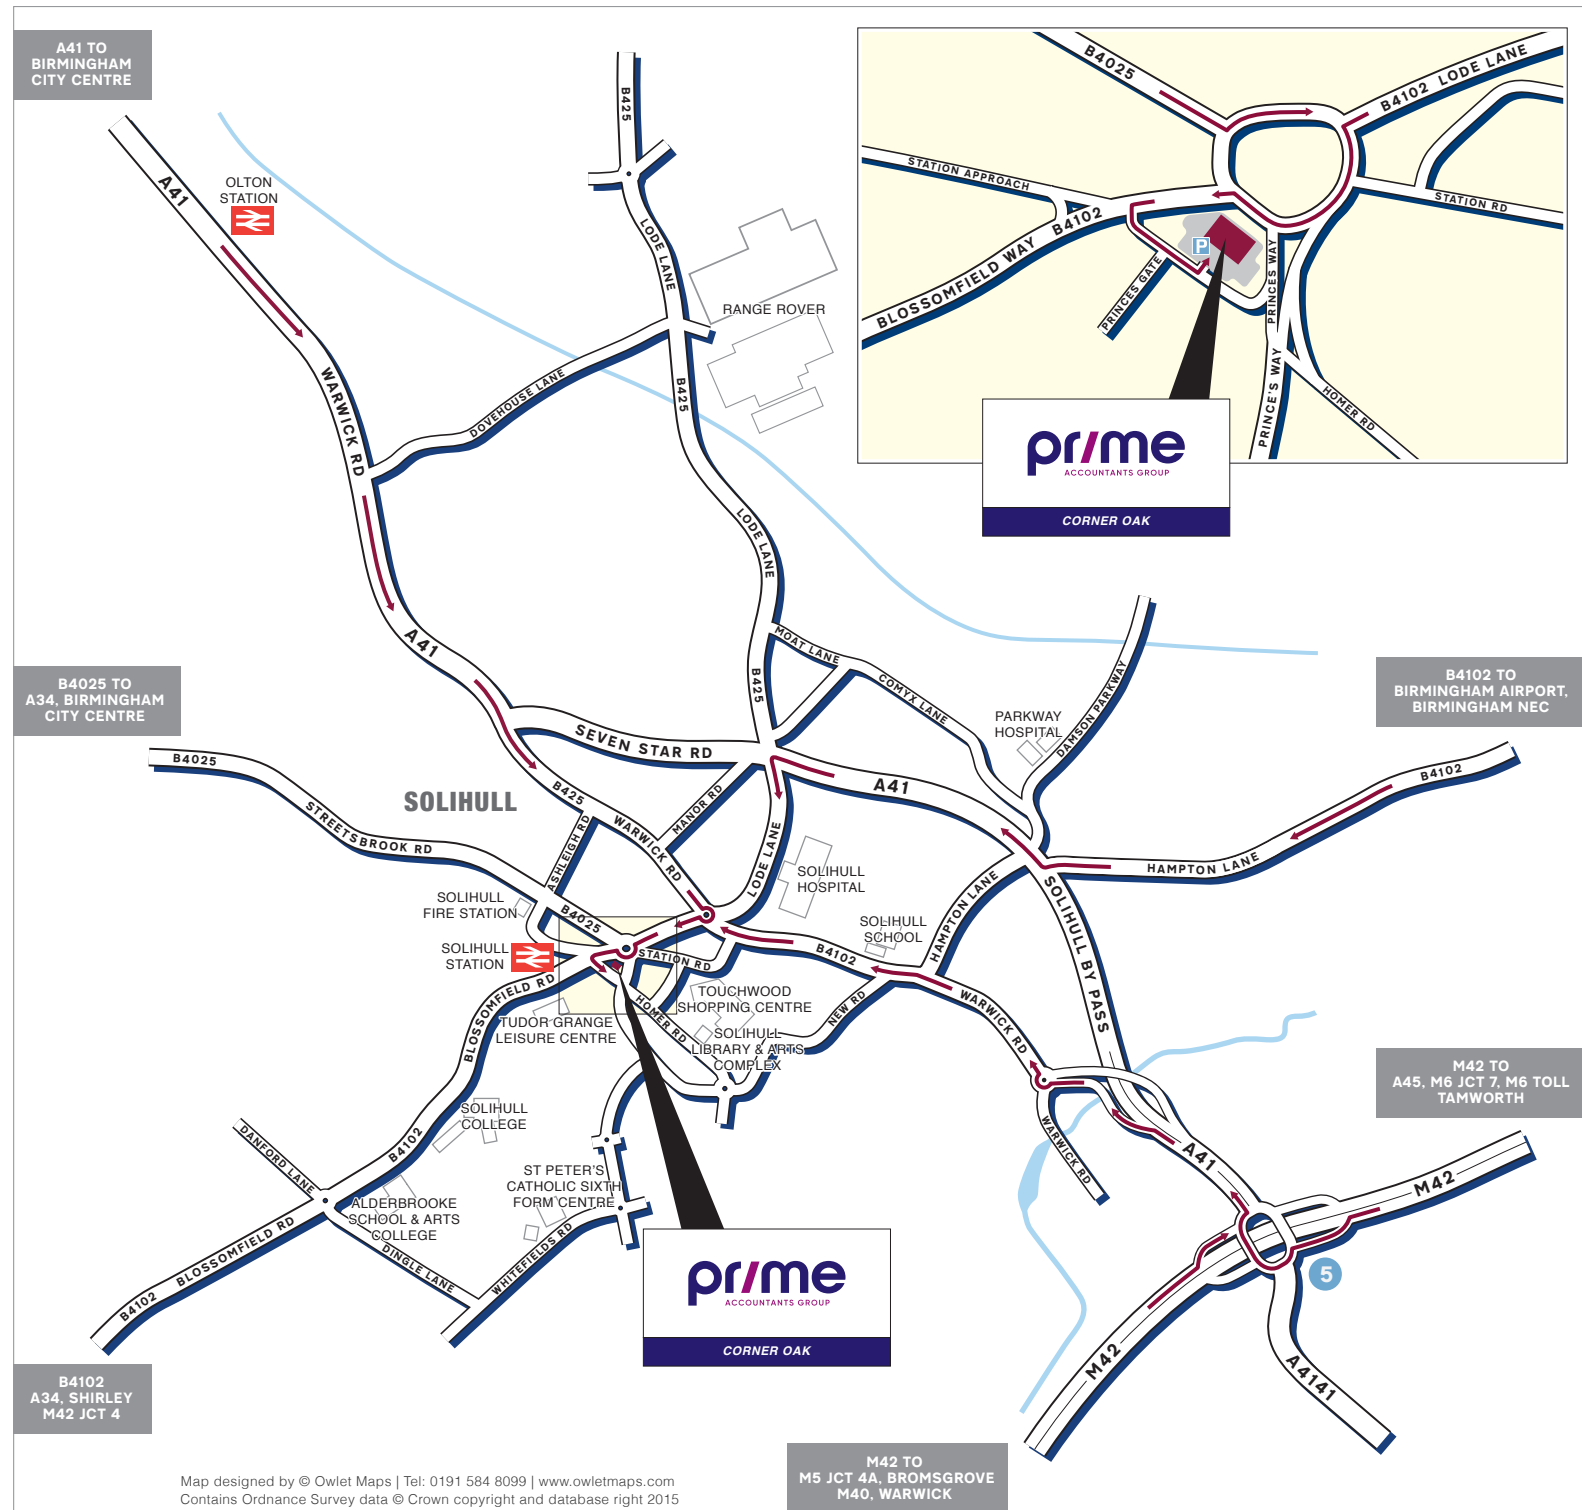 A41 TO
BIRMINGHAM
CITY CENTRE
B425
B4025
B4102 LODE LANE
STATION APPROACH
STATION RD
BLOSSOMFIELD WAY B4102
P
PRINCES GATE
PRINCES WAY
PRINCE'S WAY
HOMER RD
prime
ACCOUNTANTS GROUP
CORNER OAK
A41
OLTON
STATION
LODE LANE
RANGE ROVER
WARWICK RD
DOVEHOUSE LANE
B425
LODE LANE
A41
MOAT LANE
B425
COMYX LANE
DAMSON PARKWAY
PARKWAY
HOSPITAL
B4025 TO
A34, BIRMINGHAM
CITY CENTRE
B4102 TO
BIRMINGHAM AIRPORT,
BIRMINGHAM NEC
SEVEN STAR RD
B4025
A41
B4102
SOLIHULL
B425
STREETSBROOK RD
WARWICK RD
MANOR RD
ASHLEIGH RD
LODE LANE
SOLIHULL
HOSPITAL
HAMPTON LANE
HAMPTON LANE
SOLIHULL BY PASS
SOLIHULL
FIRE STATION
B4025
SOLIHULL
SCHOOL
SOLIHULL
STATION
STATION RD
B4102
BLOSSOMFIELD RD
TOUCHWOOD
SHOPPING CENTRE
NEW RD
WARWICK RD
HOMER RD
TUDOR GRANGE
LEISURE CENTRE
SOLIHULL
LIBRARY & ARTS
COMPLEX
M42 TO
A45, M6 JCT 7, M6 TOLL
TAMWORTH
SOLIHULL
COLLEGE
DANFORD LANE
B4102
WARWICK RD
A41
ST PETER'S
CATHOLIC SIXTH
FORM CENTRE
M42
ALDERBROOKE
SCHOOL & ARTS
COLLEGE
BLOSSOMFIELD RD
DINGLE LANE
WHITEFIELDS RD
5
B4102
prime
ACCOUNTANTS GROUP
CORNER OAK
M42
A4141
B4102
A34, SHIRLEY
M42 JCT 4
M42 TO
M5 JCT 4A, BROMSGROVE
M40, WARWICK
Map designed by © Owlet Maps | Tel: 0191 584 8099 | www.owletmaps.com
Contains Ordnance Survey data © Crown copyright and database right 2015